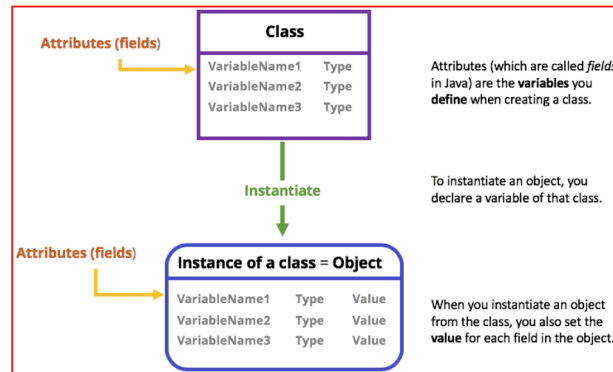 Class
Attributes (fields)
VariableName1 Type
VariableName2 Type
VariableName3 Type
Attributes (which are called fields
in Java) are the variables you
define when creating a class.
Instantiate
To instantiate an object, you
declare a variable of that class.
Attributes (fields)
Instance of a class = Object
VariableName1 Type Value
VariableName2 Type Value
VariableName3 Type Value
When you instantiate an object
from the class, you also set the
value for each field in the object.